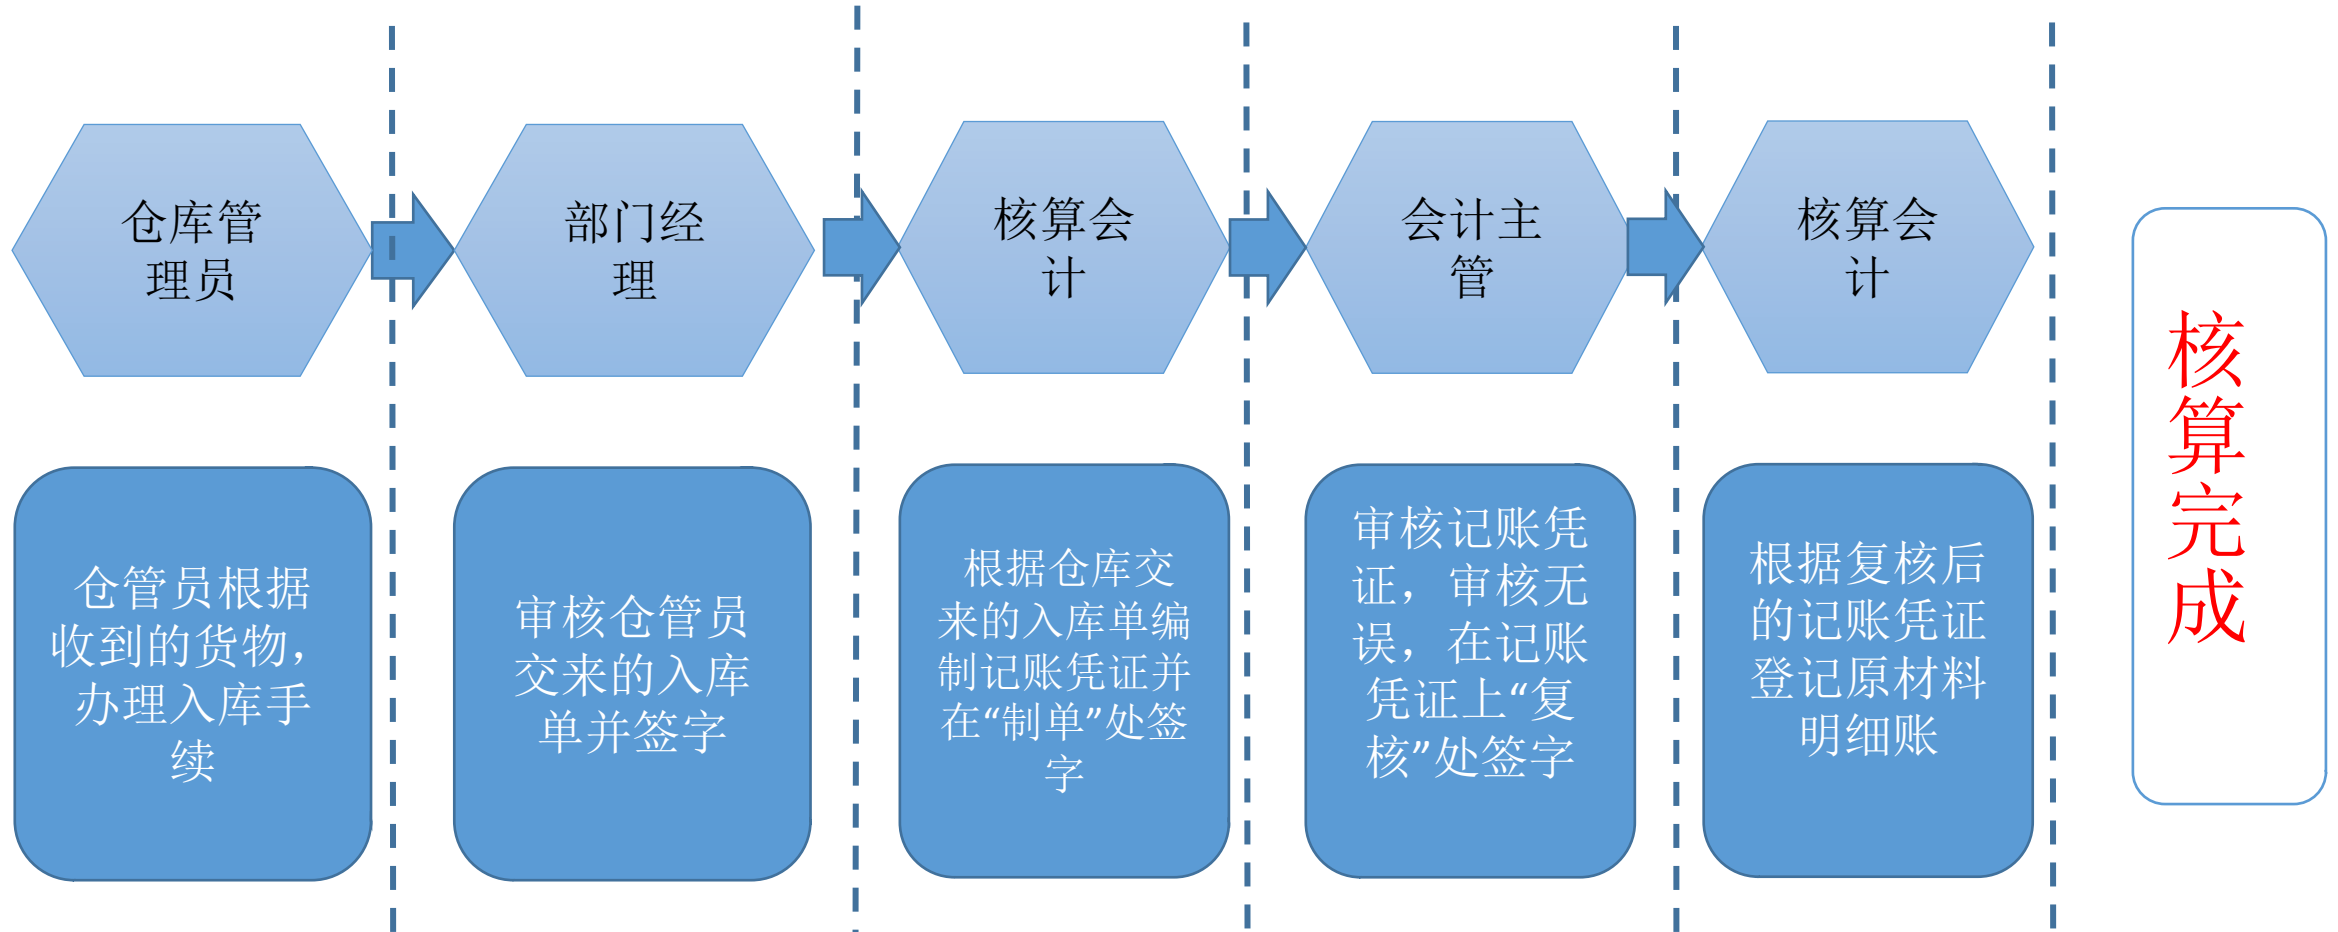 仓库管
理员
部门经
理
核算会
计
会计主
管
核算会
计
仓管员根据
收到的货物，
办理入库手
续
审核仓管员
交来的入库
单并签字
根据仓库交
来的入库单编
制记账凭证并
在“制单”处签
字
审核记账凭
证，审核无
误，在记账
凭证上“复
核”处签字
根据复核后
的记账凭证
登记原材料
明细账
核算完成